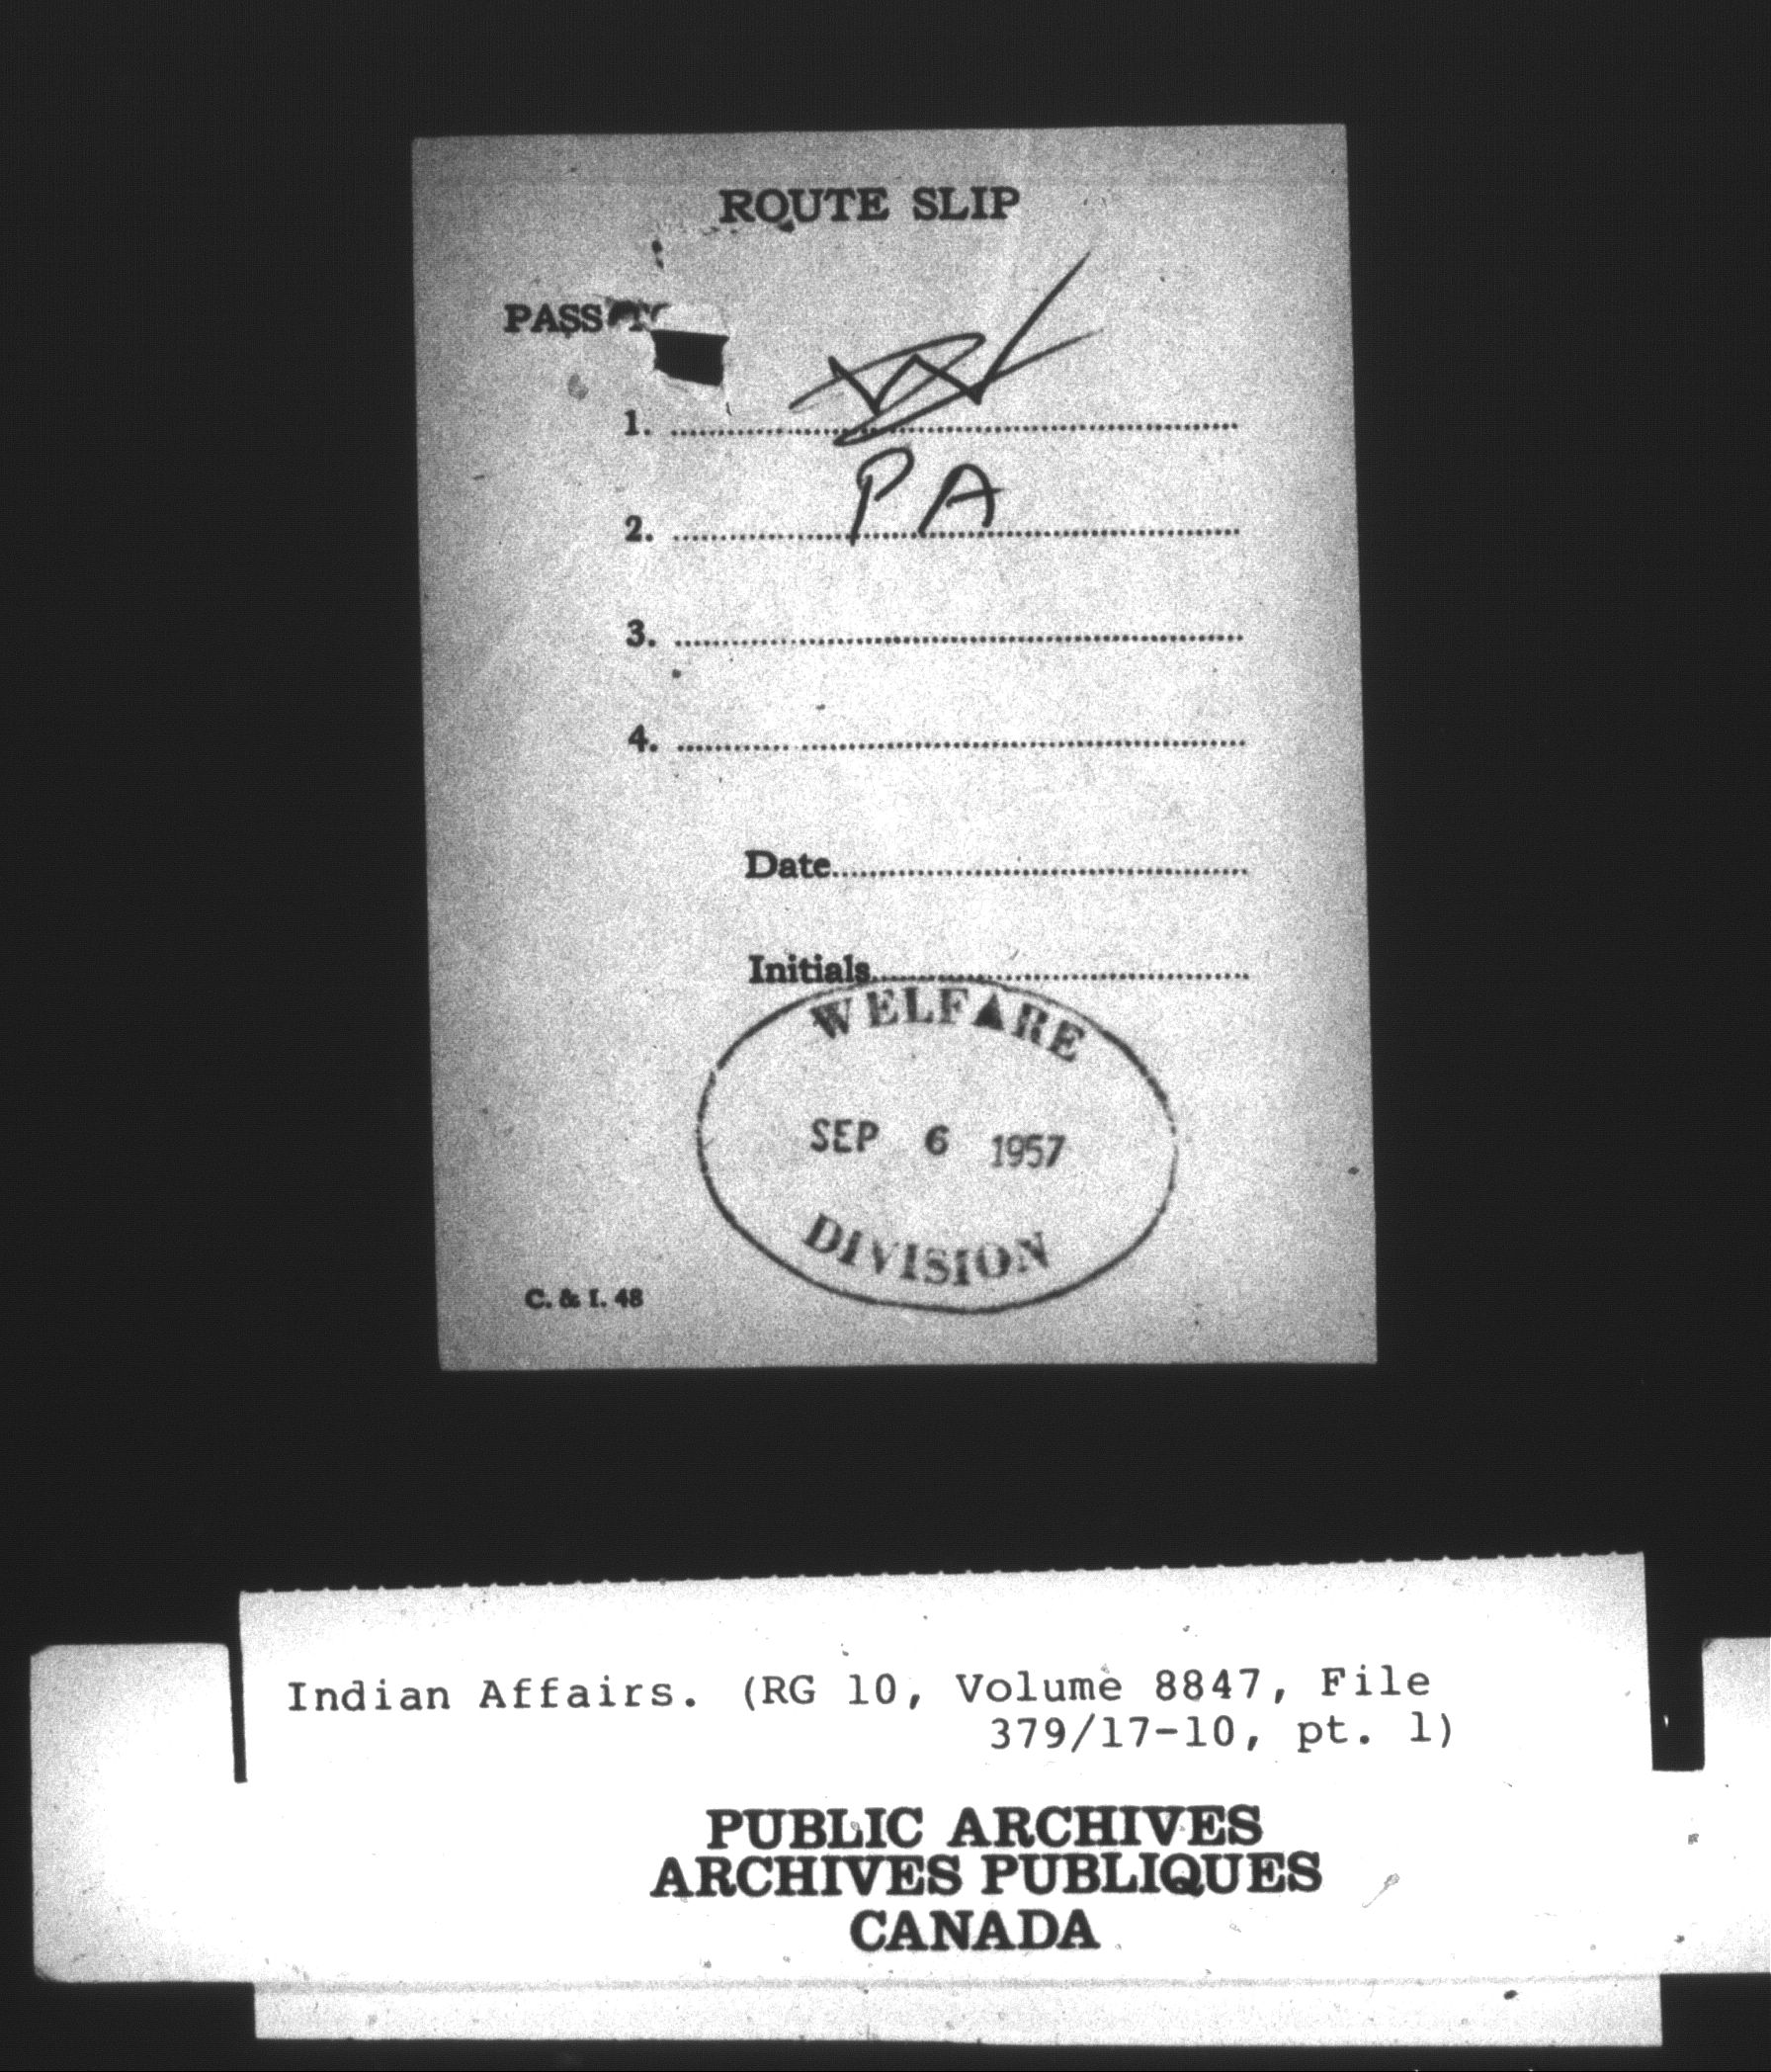 ROUTE SLIP
PASS TO
1.
2. PA
3.
4.
Date
Initials
WELFARE
SEP 6 1957
DIVISION
C. & I. 48
Indian Affairs. (RG 10, Volume 8847, File
379/17-10, pt. 1)
PUBLIC ARCHIVES
ARCHIVES PUBLIQUES
CANADA